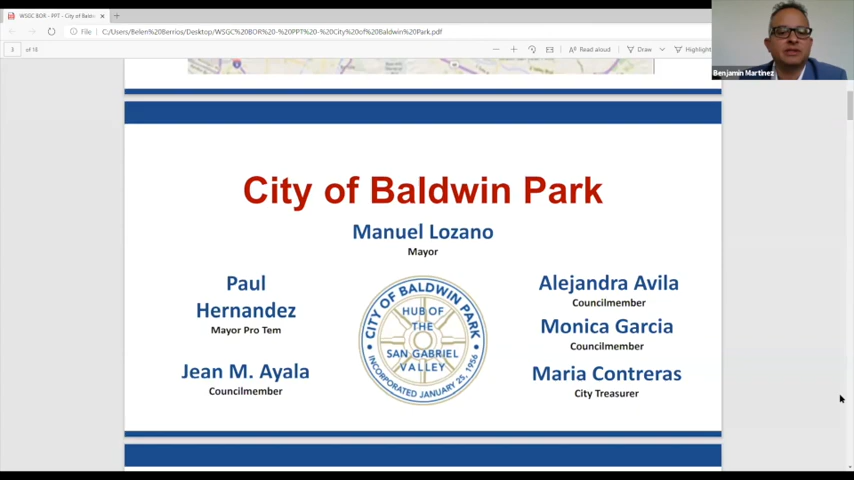 WSGC BOR - PPT - City of Baldw
File
C:/Users/Belen%20Berrios/Desktop/WSGC%20BOR%20-%20PPT%20-%20City%20of%20Baldwin%20Park.pdf
3 of 18
Read aloud
Draw
Highlight
Benjamin Martinez
City of Baldwin Park
Manuel Lozano
Mayor
Paul
Hernandez
Mayor Pro Tem
Jean M. Ayala
Councilmember
CITY OF BALDWIN PARK
HUB OF
THE
SAN GABRIEL
VALLEY
INCORPORATED JANUARY 25, 1956
Alejandra Avila
Councilmember
Monica Garcia
Councilmember
Maria Contreras
City Treasurer